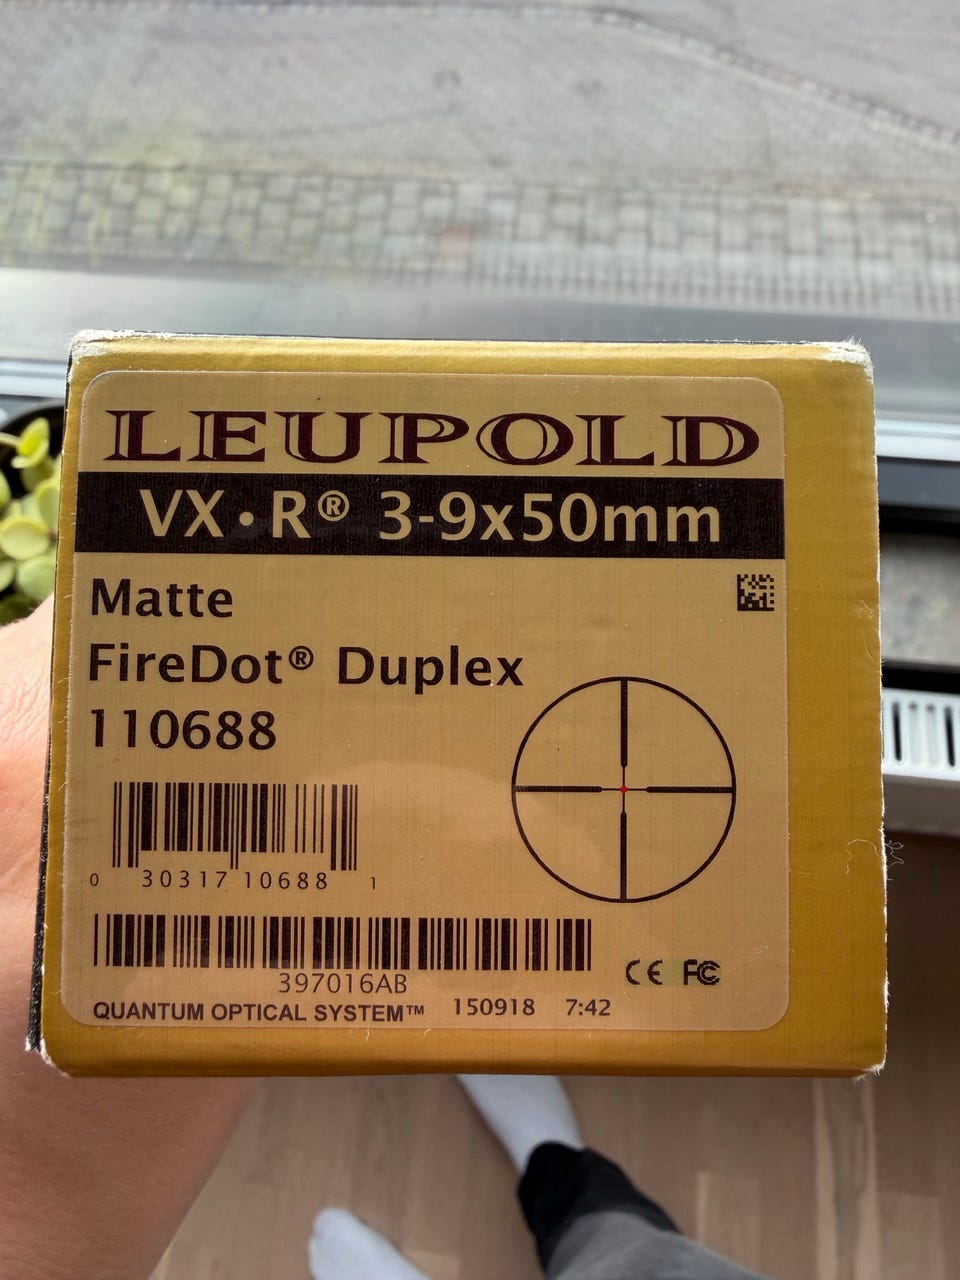 LEUPOLD
VX·R® 3-9x50mm
Matte
FireDot® Duplex
110688
0 30317 10688 1
397016AB
CE FC
QUANTUM OPTICAL SYSTEM™ 150918 7:42